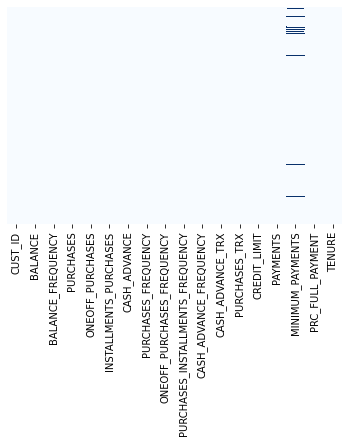 CUST_ID
BALANCE
BALANCE_FREQUENCY
PURCHASES
ONEOFF_PURCHASES
INSTALLMENTS_PURCHASES
CASH_ADVANCE
PURCHASES_FREQUENCY
ONEOFF_PURCHASES_FREQUENCY
PURCHASES_INSTALLMENTS_FREQUENCY
CASH_ADVANCE_FREQUENCY
CASH_ADVANCE_TRX
PURCHASES_TRX
CREDIT_LIMIT
PAYMENTS
MINIMUM_PAYMENTS
PRC_FULL_PAYMENT
TENURE